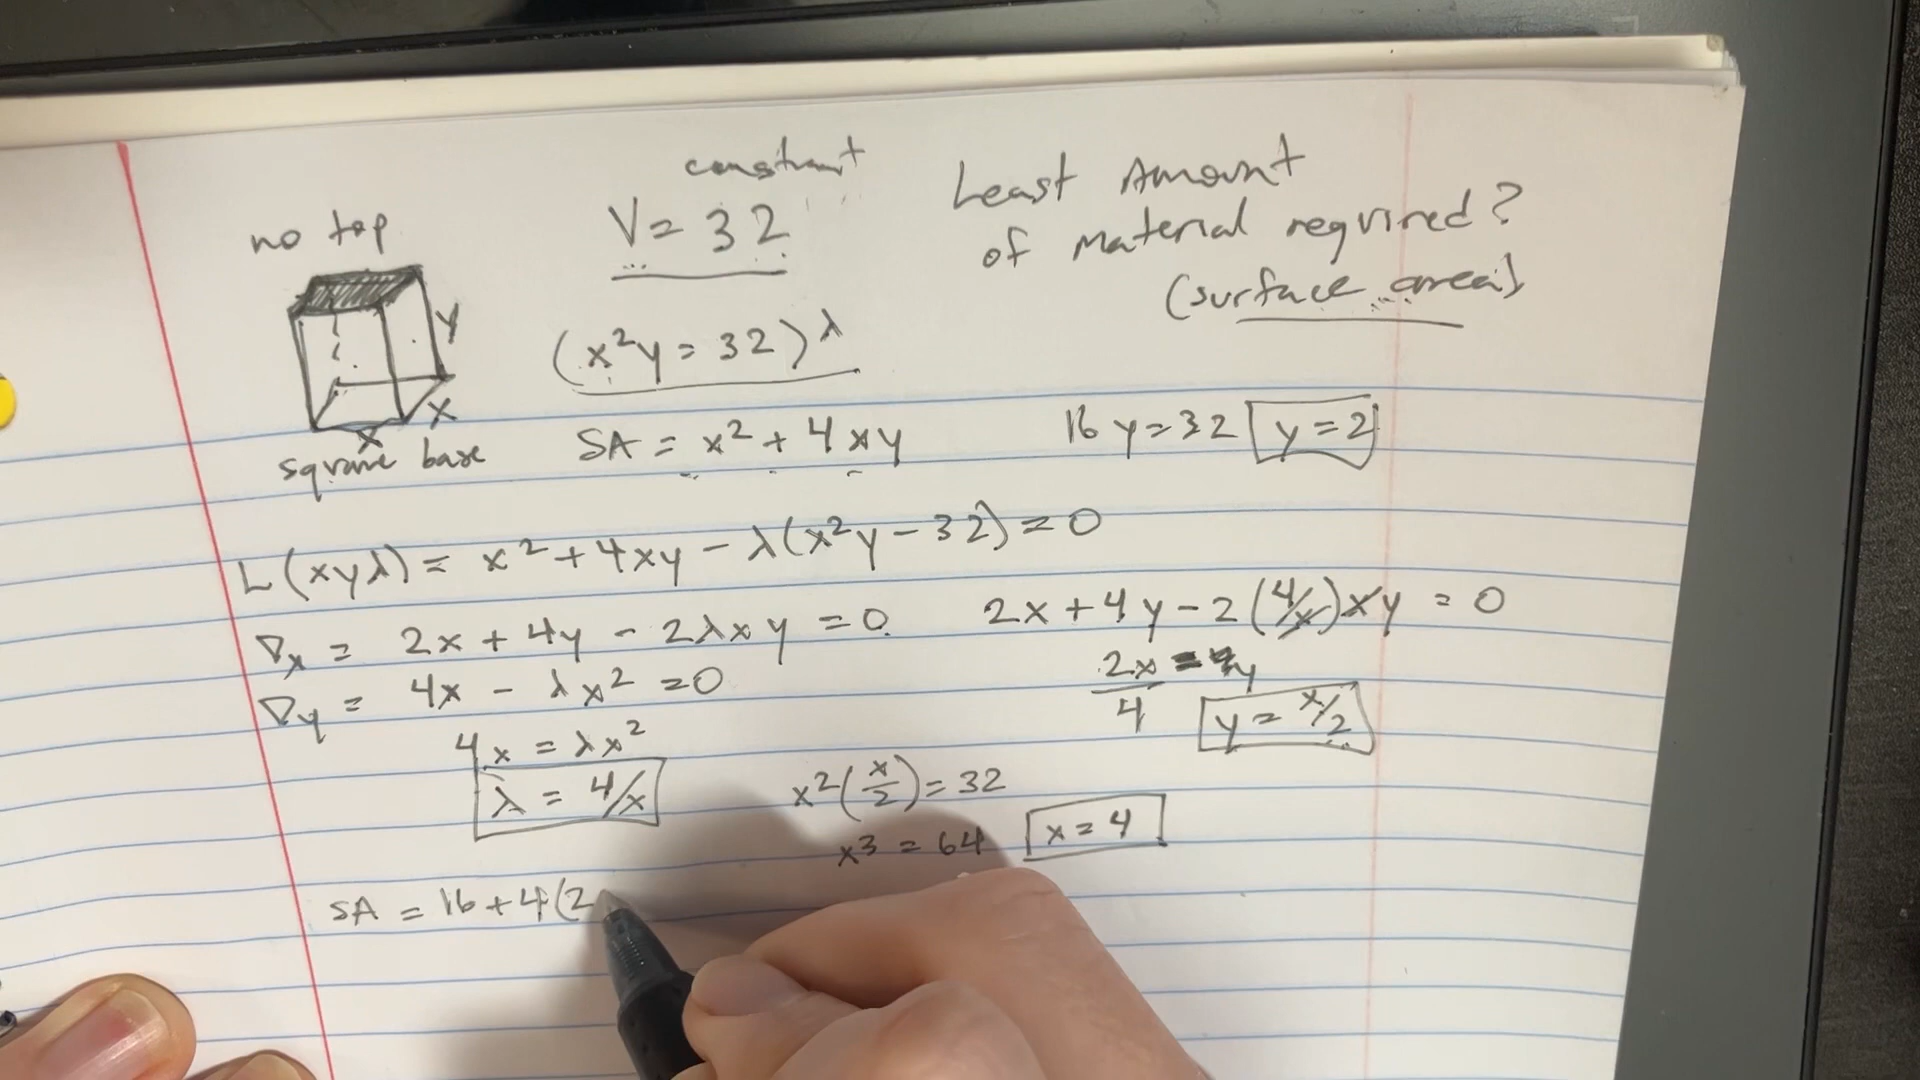 constraint
V = 32
Least Amount
of material required?
(surface area)
no top
y
x
x
square base
(x²y = 32) λ
SA = x² + 4xy
16y = 32 y = 2
L(xyλ) = x² + 4xy - λ(x²y - 32) = 0
∇x = 2x + 4y - 2λxy = 0
∇y = 4x - λx² = 0
4x = λx²
λ = 4/x
2x + 4y - 2(4/x)xy = 0
2x = 4y
4
y = x/2
x²(x/2) = 32
x³ = 64 x = 4
SA = 16 + 4(2